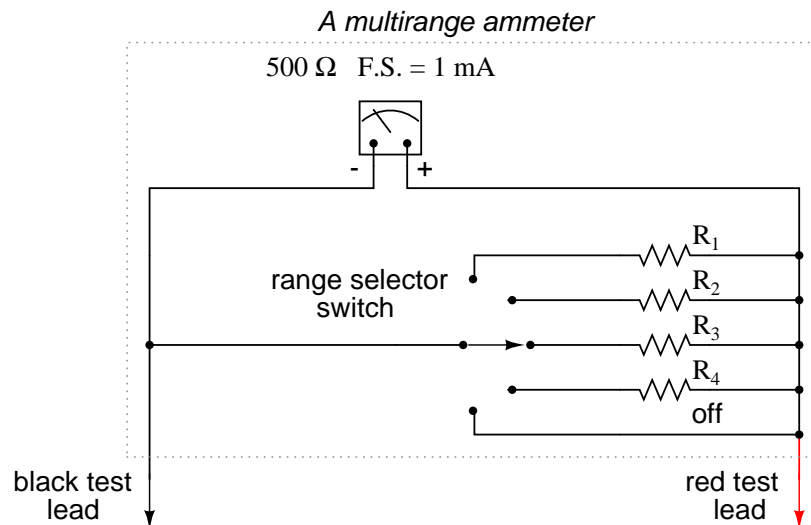 A multirange ammeter
500 Ω F.S. = 1 mA
- +
R1
range selector
switch
R2
R3
R4
off
black test
lead
red test
lead